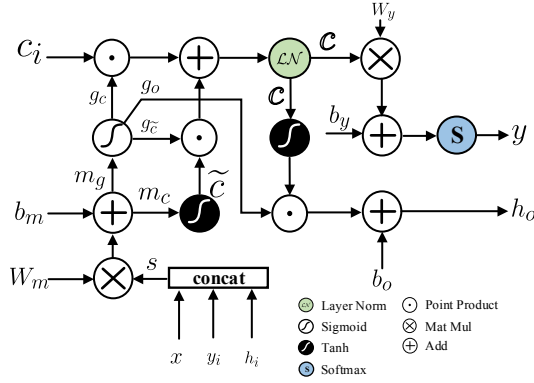 W_y
c_i
LN
𝒞
g_c
g_o
𝒞
b_y
S
y
g_c̃
m_g
m_c
c̃
b_m
h_o
W_m
s
concat
b_o
x
y_i
h_i
LN Layer Norm
Point Product
Sigmoid
Mat Mul
Tanh
Add
S Softmax